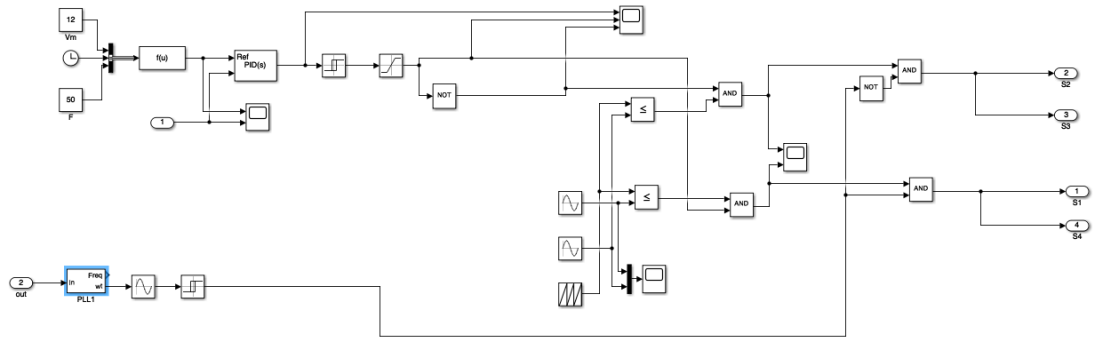 12
Vm
50
F
f(u)
Ref
PID(s)
1
NOT
≤
AND
≤
AND
NOT
AND
2
S2
3
S3
AND
1
S1
4
S4
2
out
In
Freq
wt
PLL1